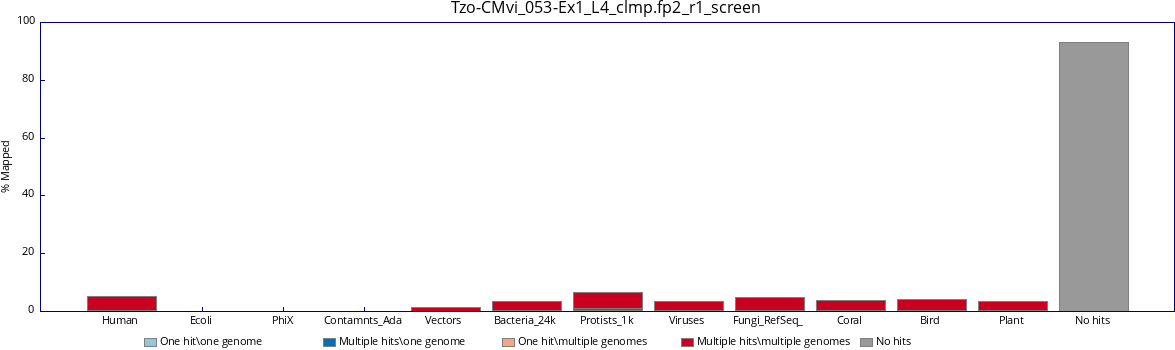 Tzo-CMvi_053-Ex1_L4_clmp.fp2_r1_screen
100
80
60
40
20
0
% Mapped
Human Ecoli PhiX Contamnts_Ada Vectors Bacteria_24k Protists_1k Viruses Fungi_RefSeq_ Coral Bird Plant No hits
One hit\one genome Multiple hits\one genome One hit\multiple genomes Multiple hits\multiple genomes No hits